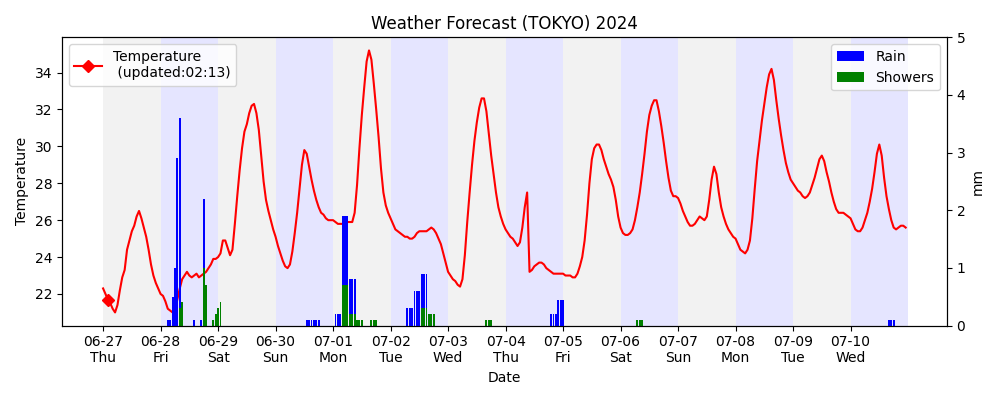 Weather Forecast (TOKYO) 2024
Temperature
(updated:02:13)
Rain
Showers
Temperature
34
32
30
28
26
24
22
5
4
3
2
1
0
mm
06-27 06-28 06-29 06-30 07-01 07-02 07-03 07-04 07-05 07-06 07-07 07-08 07-09 07-10
Thu Fri Sat Sun Mon Tue Wed Thu Fri Sat Sun Mon Tue Wed
Date